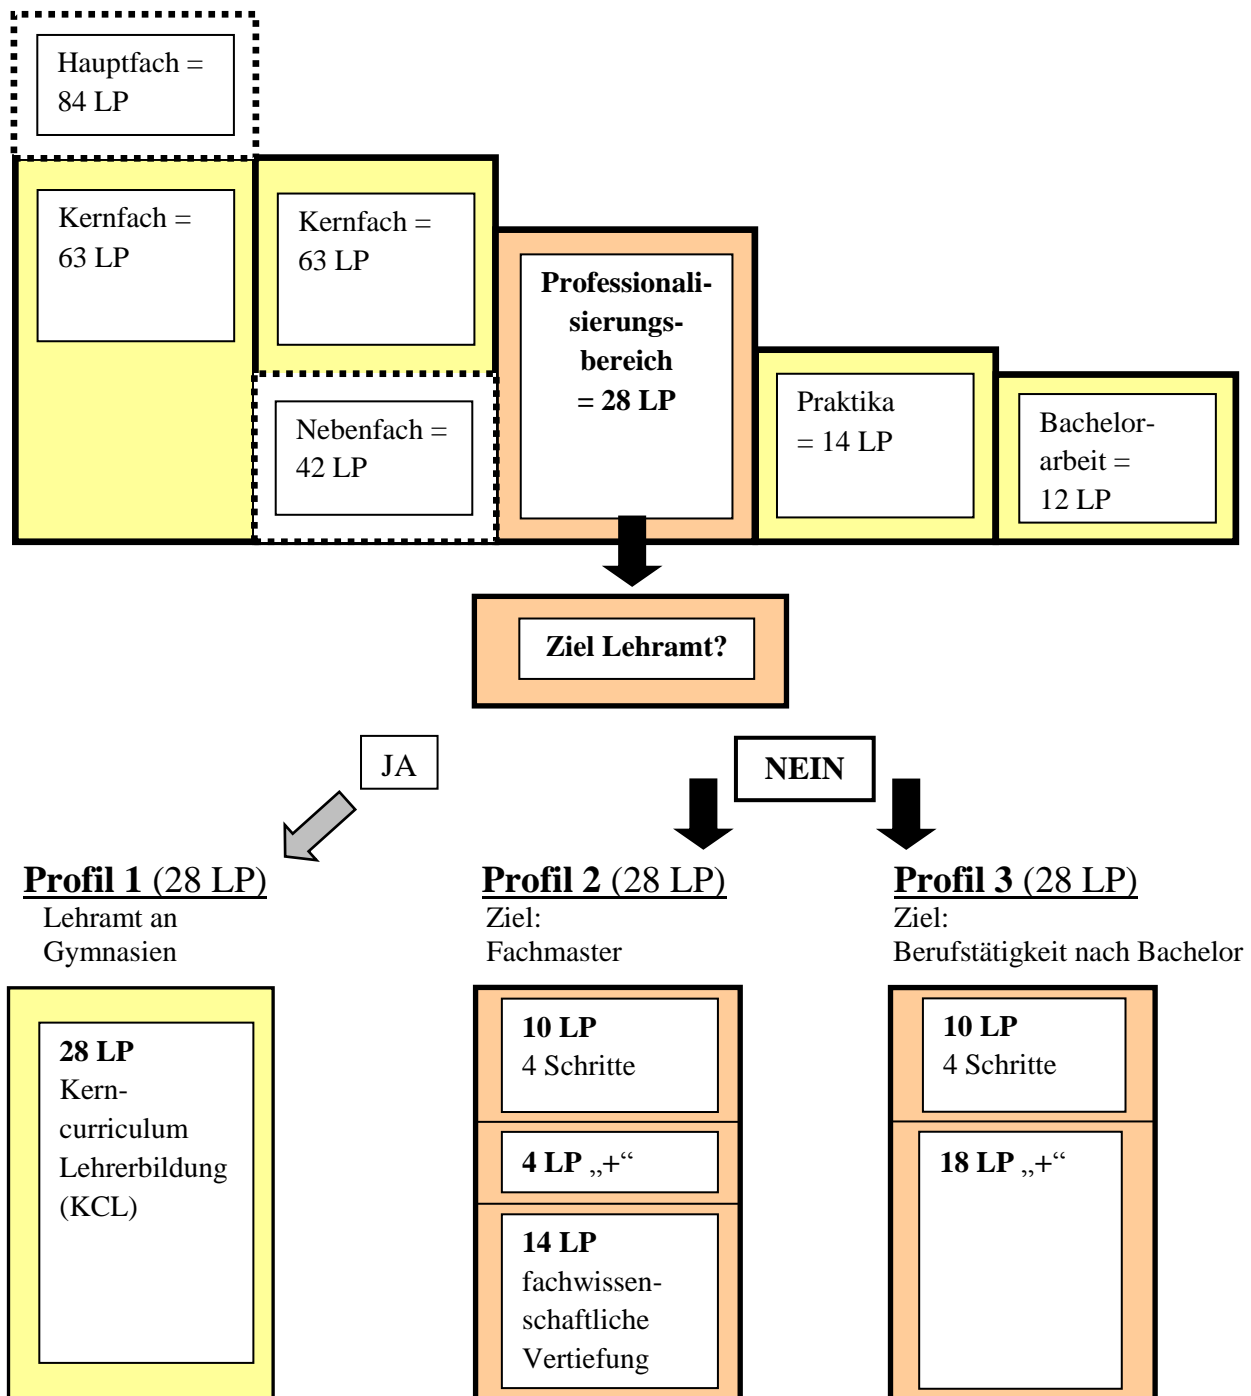 Hauptfach =
84 LP
Kernfach =
63 LP
Kernfach =
63 LP
Nebenfach =
42 LP
Professionali-
sierungs-
bereich
= 28 LP
Praktika
= 14 LP
Bachelor-
arbeit =
12 LP
Ziel Lehramt?
JA
NEIN
Profil 1 (28 LP)
Lehramt an
Gymnasien
Profil 2 (28 LP)
Ziel:
Fachmaster
Profil 3 (28 LP)
Ziel:
Berufstätigkeit nach Bachelor
28 LP
Kern-
curriculum
Lehrerbildung
(KCL)
10 LP
4 Schritte
4 LP „+“
14 LP
fachwissen-
schaftliche
Vertiefung
10 LP
4 Schritte
18 LP „+“